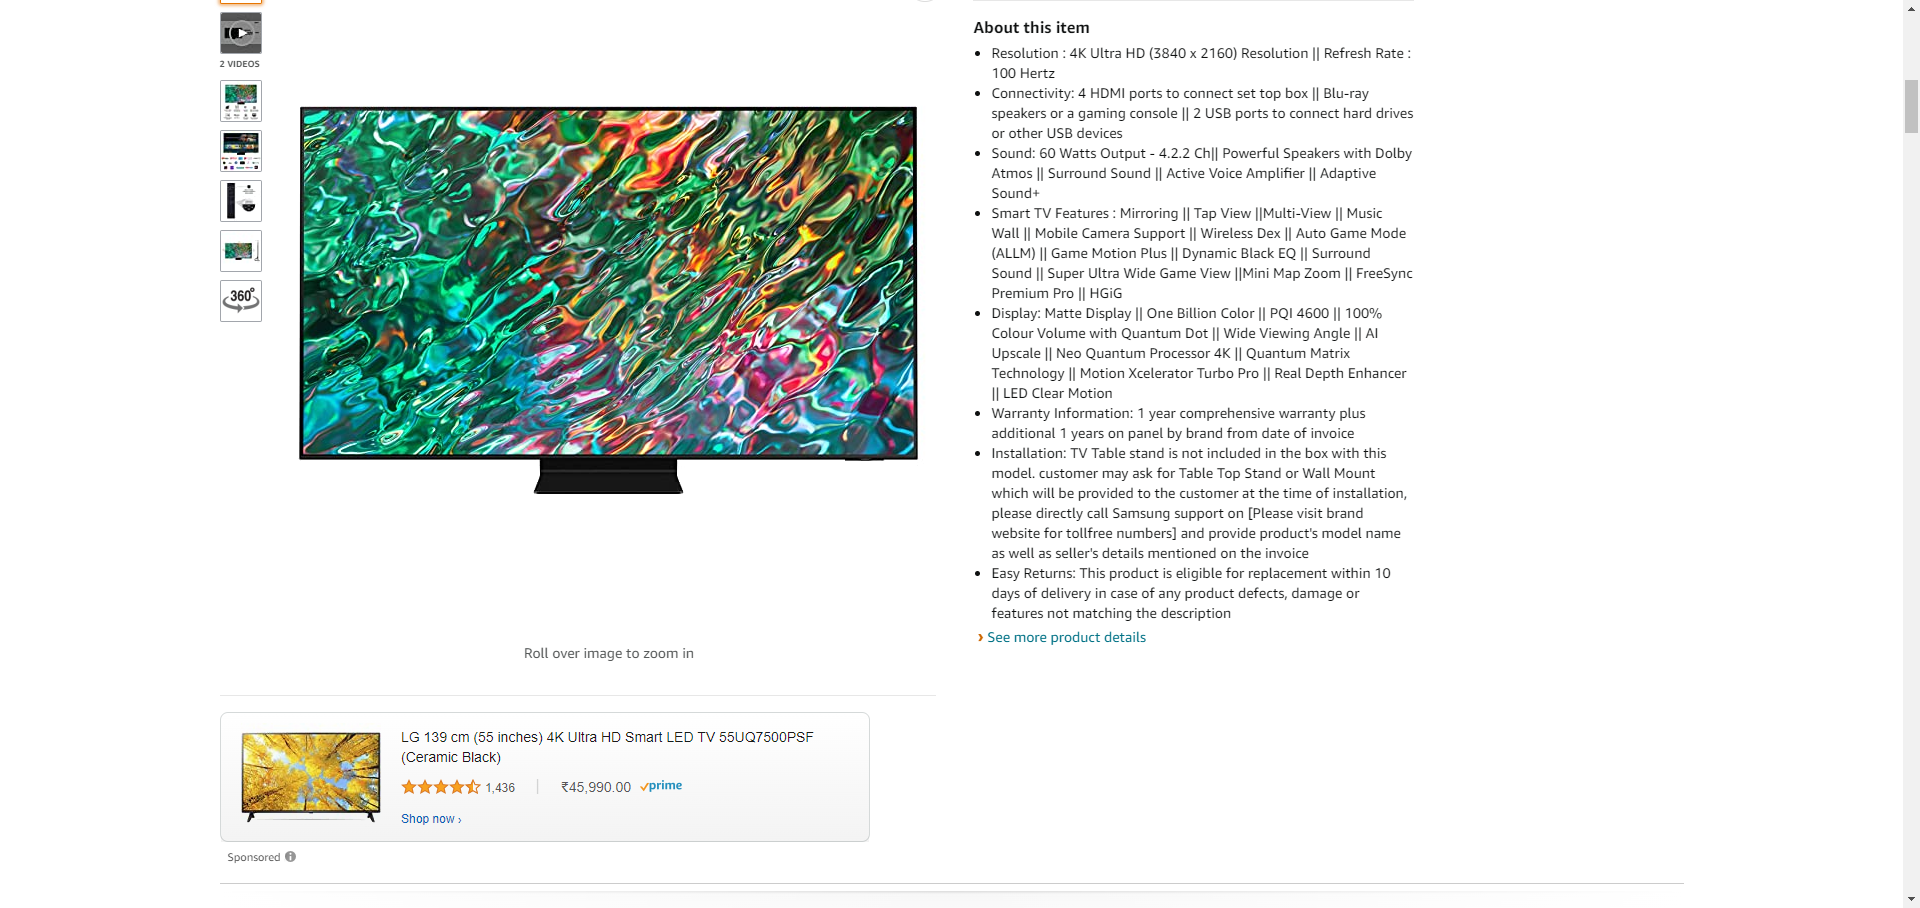 2 VIDEOS
360°
Roll over image to zoom in
About this item
Resolution : 4K Ultra HD (3840 x 2160) Resolution || Refresh Rate :
100 Hertz
Connectivity: 4 HDMI ports to connect set top box || Blu-ray
speakers or a gaming console || 2 USB ports to connect hard drives
or other USB devices
Sound: 60 Watts Output - 4.2.2 Ch|| Powerful Speakers with Dolby
Atmos || Surround Sound || Active Voice Amplifier || Adaptive
Sound+
Smart TV Features : Mirroring || Tap View ||Multi-View || Music
Wall || Mobile Camera Support || Wireless Dex || Auto Game Mode
(ALLM) || Game Motion Plus || Dynamic Black EQ || Surround
Sound || Super Ultra Wide Game View ||Mini Map Zoom || FreeSync
Premium Pro || HGiG
Display: Matte Display || One Billion Color || PQI 4600 || 100%
Colour Volume with Quantum Dot || Wide Viewing Angle || AI
Upscale || Neo Quantum Processor 4K || Quantum Matrix
Technology || Motion Xcelerator Turbo Pro || Real Depth Enhancer
|| LED Clear Motion
Warranty Information: 1 year comprehensive warranty plus
additional 1 years on panel by brand from date of invoice
Installation: TV Table stand is not included in the box with this
model. customer may ask for Table Top Stand or Wall Mount
which will be provided to the customer at the time of installation,
please directly call Samsung support on [Please visit brand
website for tollfree numbers] and provide product's model name
as well as seller's details mentioned on the invoice
Easy Returns: This product is eligible for replacement within 10
days of delivery in case of any product defects, damage or
features not matching the description
› See more product details
LG 139 cm (55 inches) 4K Ultra HD Smart LED TV 55UQ7500PSF
(Ceramic Black)
1,436 | ₹45,990.00 prime
Shop now ›
Sponsored